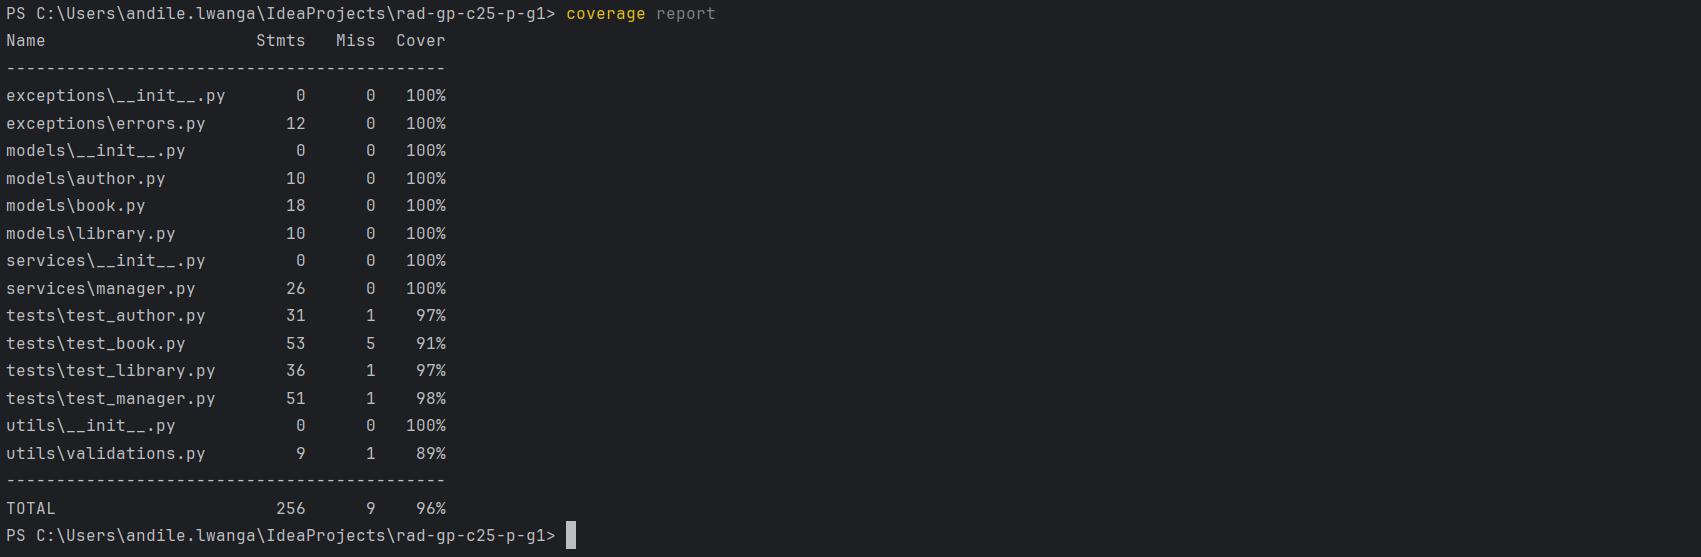 PS C:\Users\andile.lwanga\IdeaProjects\rad-gp-c25-p-g1> coverage report
Name                     Stmts   Miss  Cover
--------------------------------------------
exceptions\__init__.py       0      0   100%
exceptions\errors.py        12      0   100%
models\__init__.py           0      0   100%
models\author.py            10      0   100%
models\book.py              18      0   100%
models\library.py           10      0   100%
services\__init__.py         0      0   100%
services\manager.py         26      0   100%
tests\test_author.py        31      1    97%
tests\test_book.py          53      5    91%
tests\test_library.py       36      1    97%
tests\test_manager.py       51      1    98%
utils\__init__.py            0      0   100%
utils\validations.py         9      1    89%
--------------------------------------------
TOTAL                      256      9    96%
PS C:\Users\andile.lwanga\IdeaProjects\rad-gp-c25-p-g1>